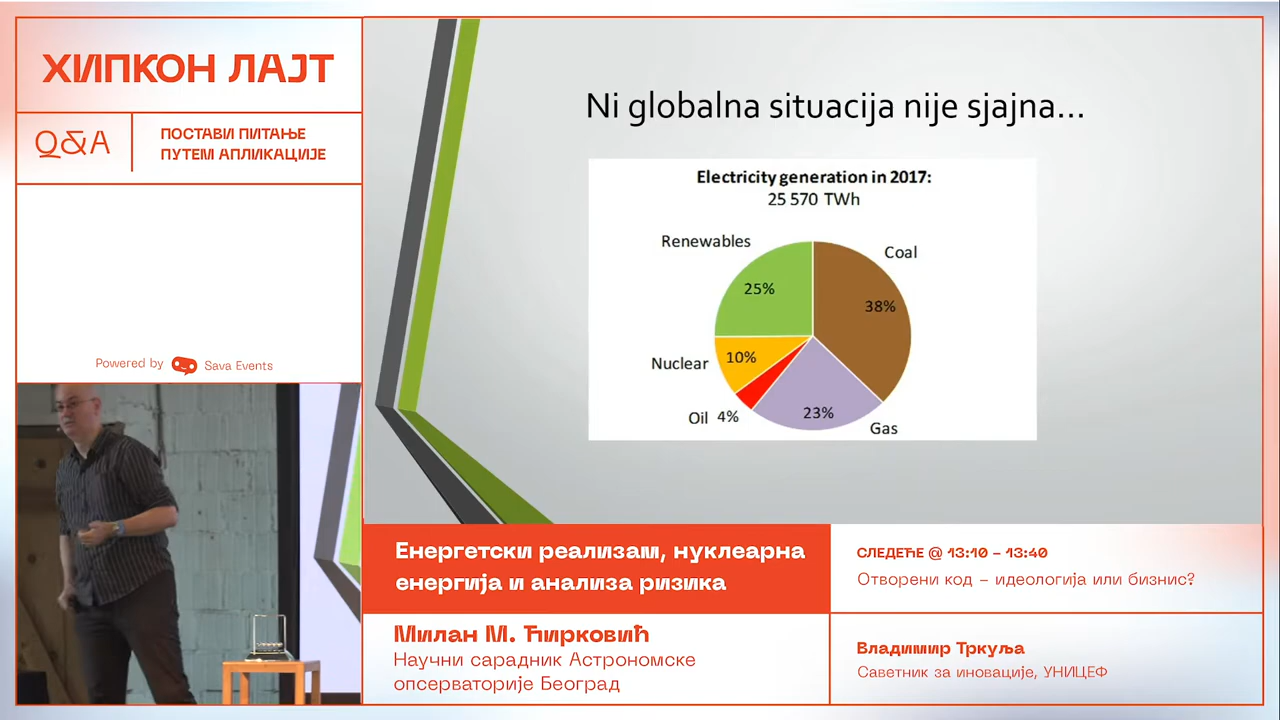 ХИПКОН ЛАЈТ
Q&A
ПОСТАВИ ПИТАЊЕ
ПУТЕМ АПЛИКАЦИЈЕ
Powered by Sava Events
Ni globalna situacija nije sjajna...
Electricity generation in 2017:
25 570 TWh
Renewables
Coal
25%
38%
Nuclear
10%
Oil 4%
23%
Gas
Енергетски реализам, нуклеарна
енергија и анализа ризика
Милан М. Ћирковић
Научни сарадник Астрономске
опсерваторије Београд
СЛЕДЕЋЕ @ 13:10 – 13:40
Отворени код – идеологија или бизнис?
Владимир Тркуља
Саветник за иновације, УНИЦЕФ